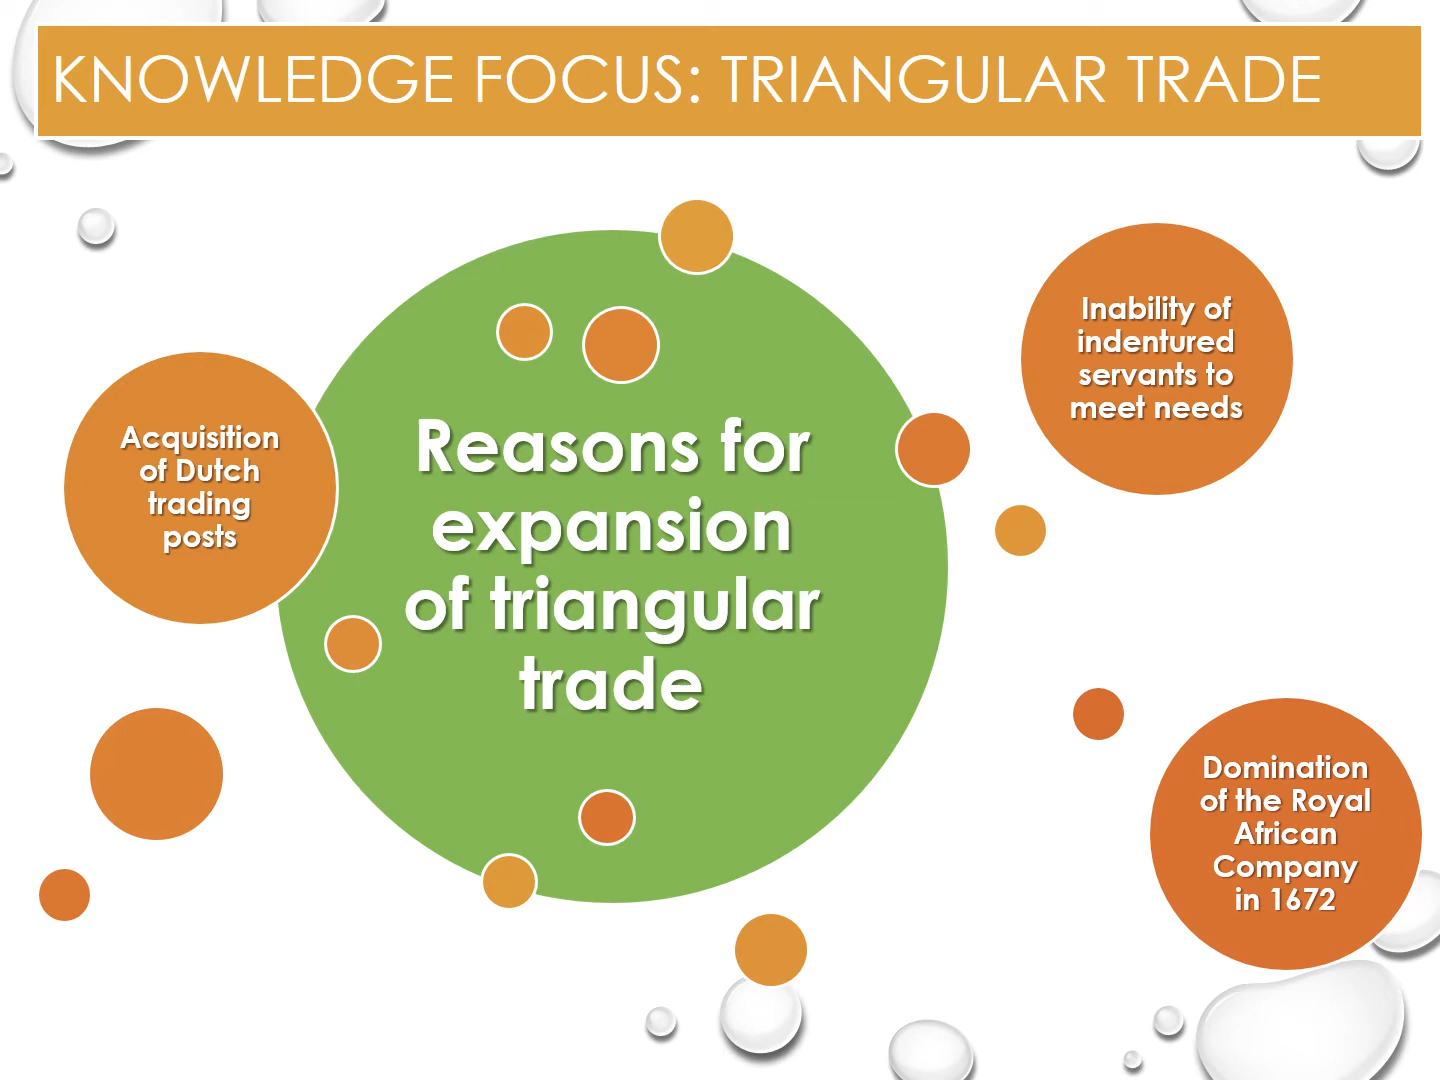 KNOWLEDGE FOCUS: TRIANGULAR TRADE
Reasons for
expansion
of triangular
trade
Acquisition
of Dutch
trading
posts
Inability of
indentured
servants to
meet needs
Domination
of the Royal
African
Company
in 1672